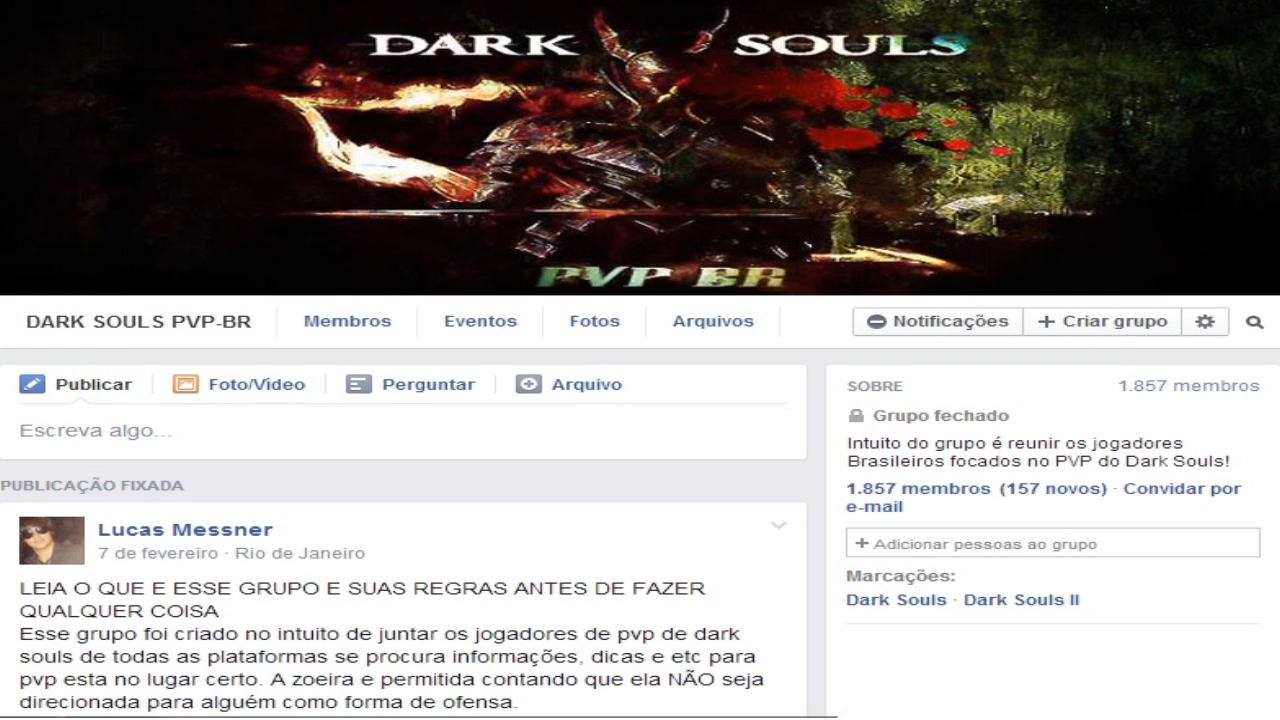 DARK SOULS
PVP BR
DARK SOULS PVP-BR
Membros
Eventos
Fotos
Arquivos
Notificações
Criar grupo
Publicar
Foto/Vídeo
Perguntar
Arquivo
Escreva algo...
PUBLICAÇÃO FIXADA
Lucas Messner
7 de fevereiro · Rio de Janeiro
LEIA O QUE E ESSE GRUPO E SUAS REGRAS ANTES DE FAZER
QUALQUER COISA
Esse grupo foi criado no intuito de juntar os jogadores de pvp de dark
souls de todas as plataformas se procura informações, dicas e etc para
pvp esta no lugar certo. A zoeira e permitida contando que ela NÃO seja
direcionada para alguém como forma de ofensa.
SOBRE
1.857 membros
Grupo fechado
Intuito do grupo é reunir os jogadores
Brasileiros focados no PVP do Dark Souls!
1.857 membros (157 novos) · Convidar por
e-mail
+ Adicionar pessoas ao grupo
Marcações:
Dark Souls · Dark Souls II